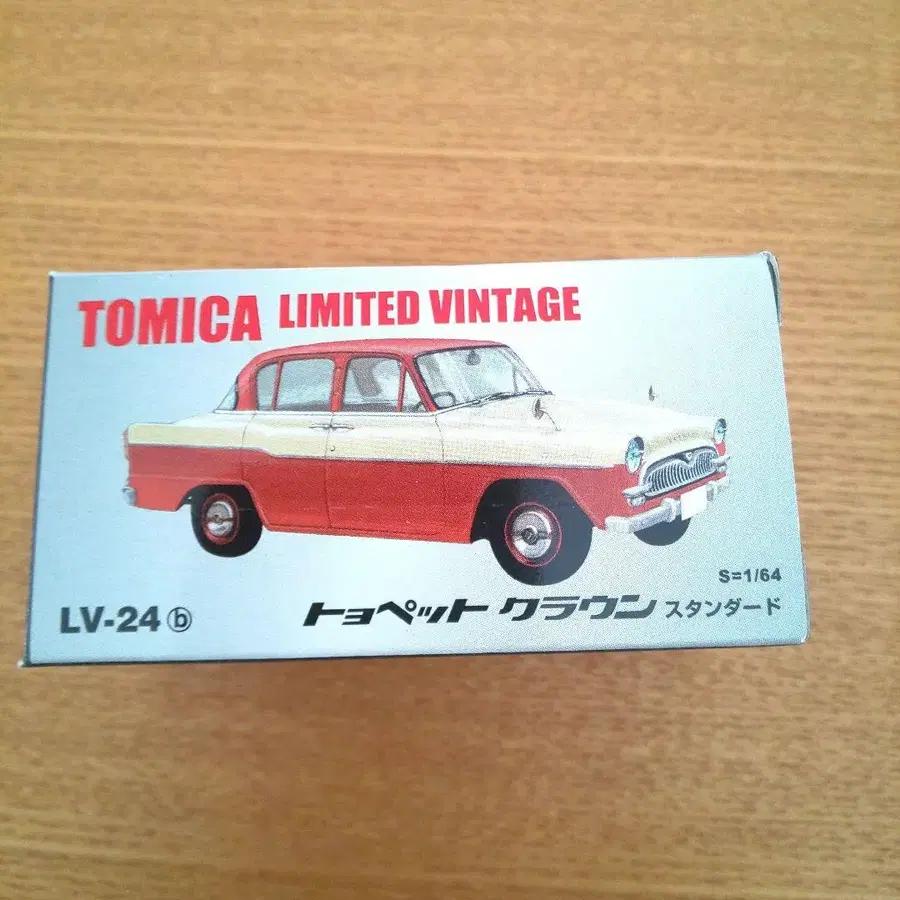 TOMICA LIMITED VINTAGE
S=1/64
LV-24 ⓑ トヨペット クラウン スタンダード